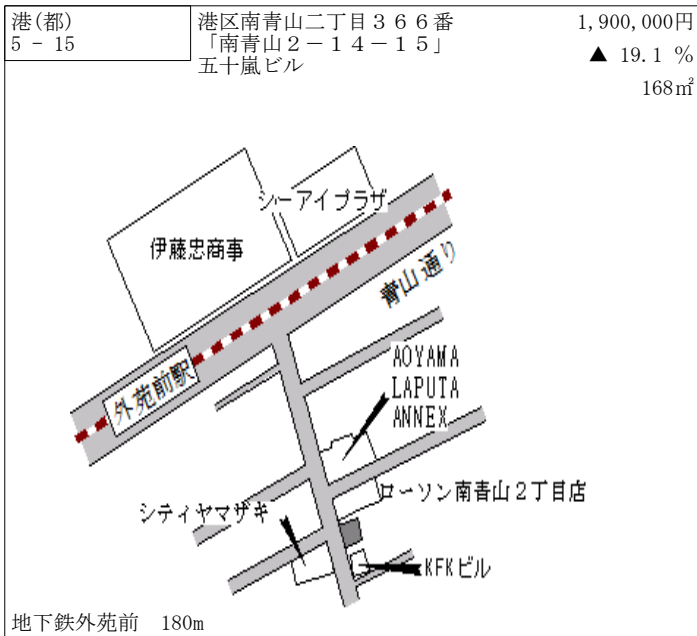 港(都)
5 - 15
港区南青山二丁目３６６番
「南青山２－１４－１５」
五十嵐ビル
1,900,000円
▲ 19.1 %
168㎡
シーアイプラザ
伊藤忠商事
青山通り
外苑前駅
AOYAMA
LAPUTA
ANNEX
ローソン南青山２丁目店
シティヤマザキ
KFKビル
地下鉄外苑前　180m